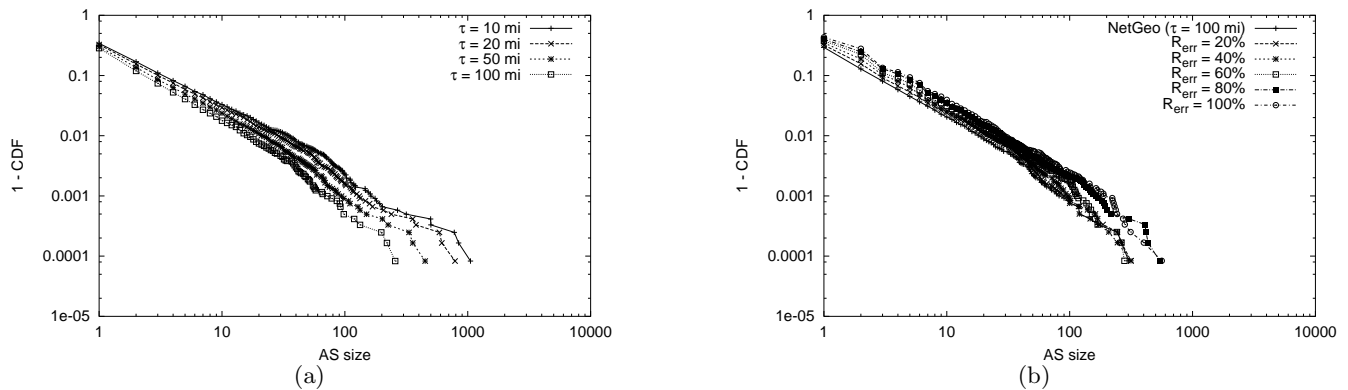 1
0.1
0.01
0.001
0.0001
1e-05
1 - CDF
1 10 100 1000 10000
AS size
τ = 10 mi
τ = 20 mi
τ = 50 mi
τ = 100 mi
(a)
1
0.1
0.01
0.001
0.0001
1e-05
1 - CDF
1 10 100 1000 10000
AS size
NetGeo (τ = 100 mi)
R_err = 20%
R_err = 40%
R_err = 60%
R_err = 80%
R_err = 100%
(b)